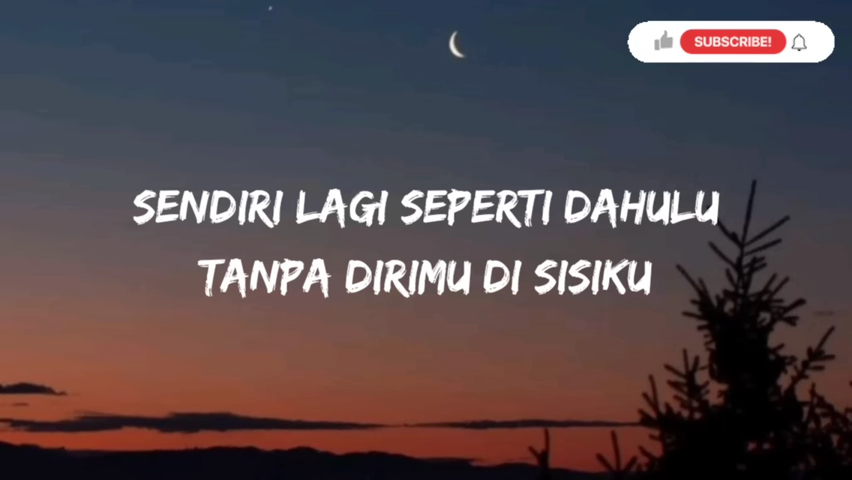 SUBSCRIBE!
SENDIRI LAGI SEPERTI DAHULU
TANPA DIRIMU DI SISIKU